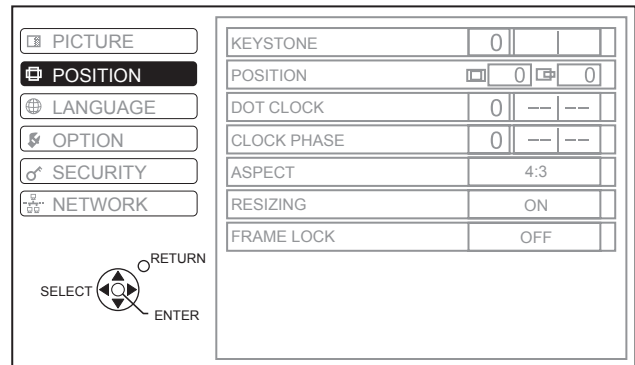 PICTURE
POSITION
LANGUAGE
OPTION
SECURITY
NETWORK
RETURN
SELECT
ENTER
KEYSTONE 0
POSITION 0 0
DOT CLOCK 0 -- --
CLOCK PHASE 0 -- --
ASPECT 4:3
RESIZING ON
FRAME LOCK OFF